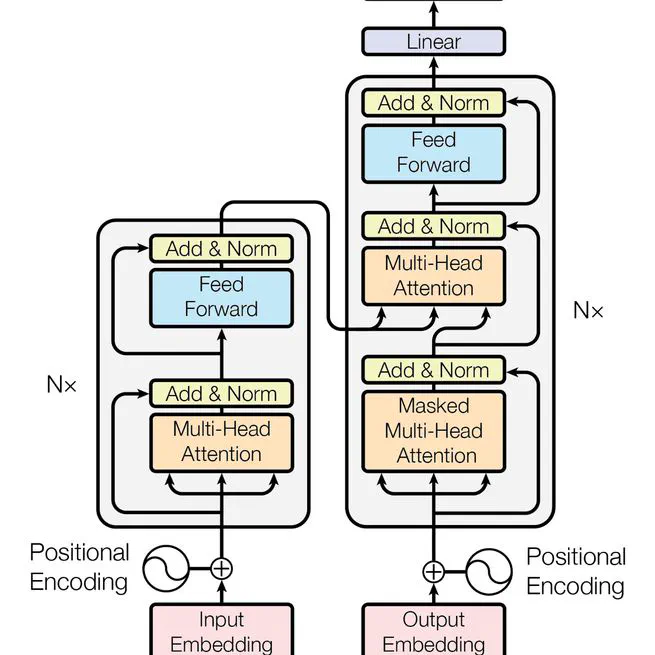 Linear
Add & Norm
Feed
Forward
Add & Norm
Multi-Head
Attention
Nx
Add & Norm
Masked
Multi-Head
Attention
Add & Norm
Feed
Forward
Nx
Add & Norm
Multi-Head
Attention
Positional
Encoding
Positional
Encoding
Input
Embedding
Output
Embedding